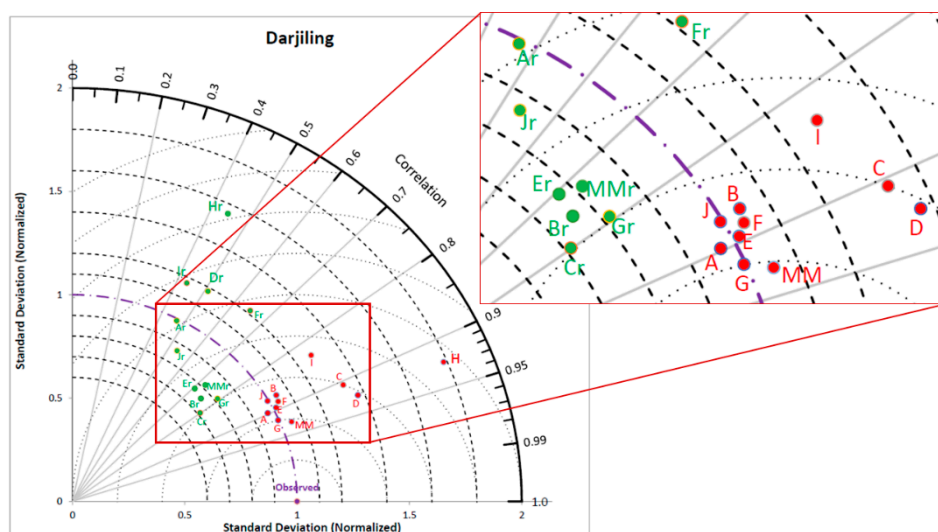 Darjiling
Standard Deviation (Normalized)
2
1.5
1
0.5
0
0.0
0.1
0.2
0.3
0.4
0.5
0.6
0.7
0.8
0.9
0.95
0.99
1.0
Correlation
Hr
Ir
Dr
Fr
Ar
Jr
Er
MMr
Br
Gr
Cr
I
C
D
H
B
J
F
E
A
G
MM
Observed
0
0.5
1
1.5
2
Standard Deviation (Normalized)
Fr
Ar
Jr
Er
MMr
Br
Gr
Cr
I
C
D
B
J
F
E
A
G
MM